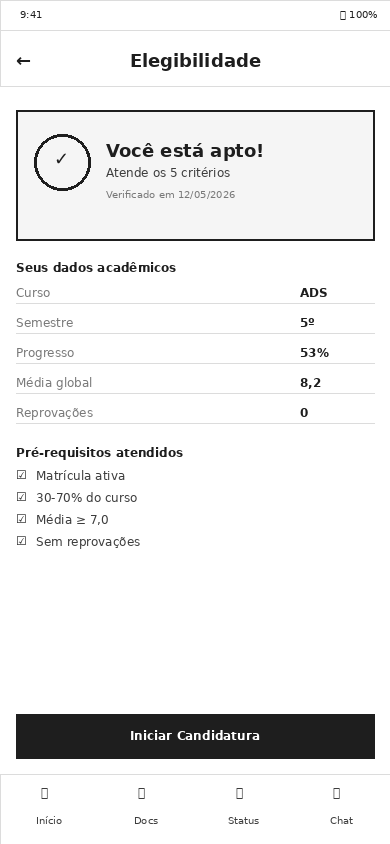 9:41
100%
← Elegibilidade
✓
Você está apto!
Atende os 5 critérios
Verificado em 12/05/2026
Seus dados acadêmicos
Curso ADS
Semestre 5º
Progresso 53%
Média global 8,2
Reprovações 0
Pré-requisitos atendidos
☑ Matrícula ativa
☑ 30-70% do curso
☑ Média ≥ 7,0
☑ Sem reprovações
Iniciar Candidatura
Início Docs Status Chat